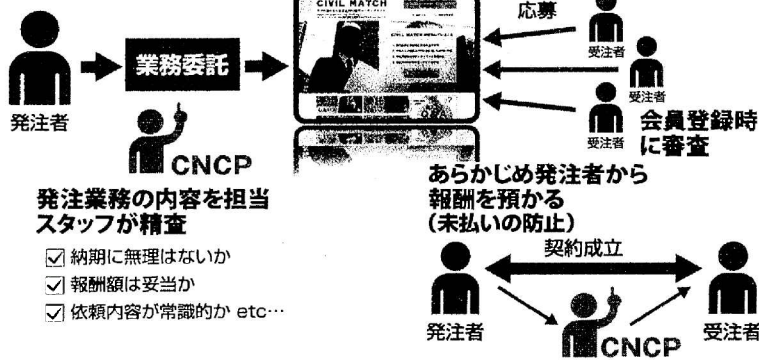 CIVIL MATCH
応募
受注者
受注者
受注者
発注者
業務委託
会員登録時
に審査
CNCP
発注業務の内容を担当
スタッフが精査
☑ 納期に無理はないか
☑ 報酬額は妥当か
☑ 依頼内容が常識的か etc…
あらかじめ発注者から
報酬を預かる
(未払いの防止)
契約成立
発注者
CNCP
受注者